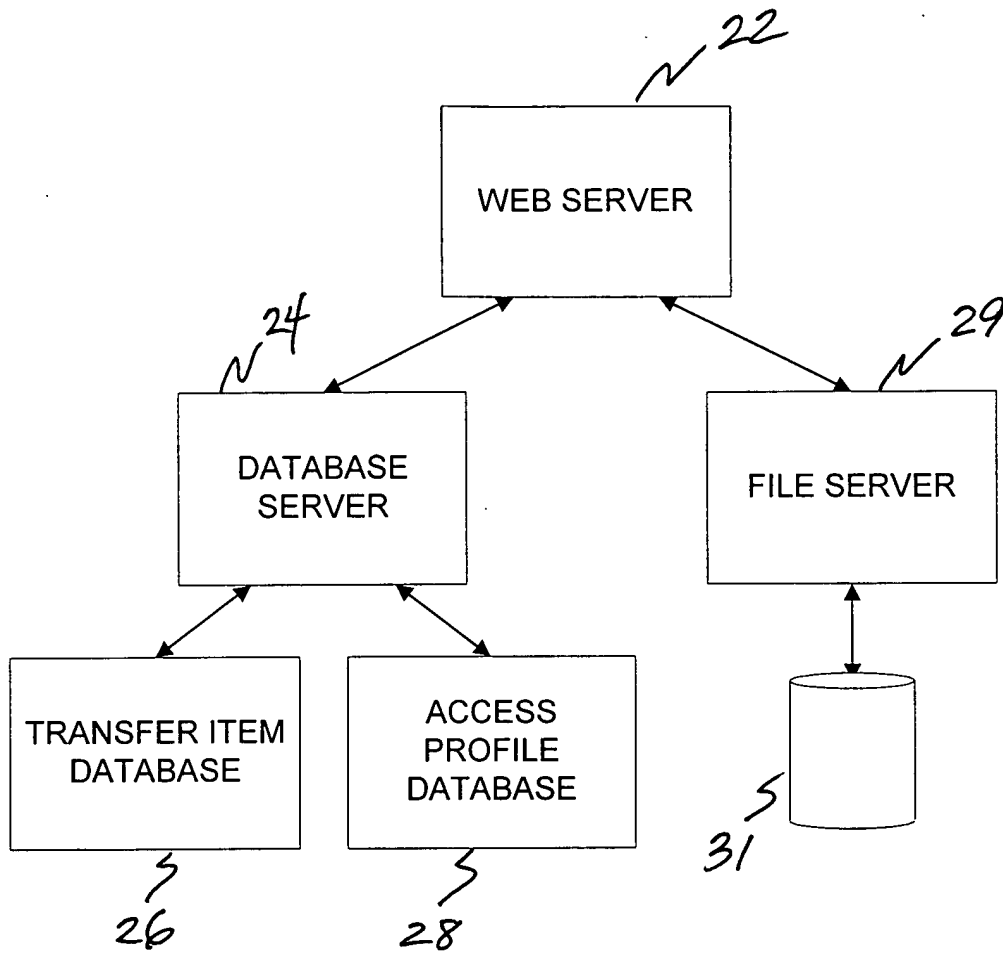 22
WEB SERVER
24
29
DATABASE
SERVER
FILE SERVER
TRANSFER ITEM
DATABASE
ACCESS
PROFILE
DATABASE
31
26
28